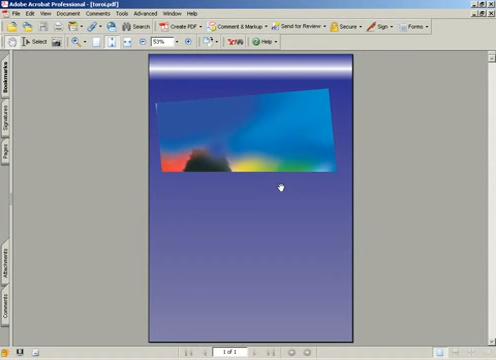 Adobe Acrobat Professional - [toroi.pdf]
File Edit View Document Comments Tools Advanced Window Help
Create PDF Comment & Markup Send for Review Secure Sign Forms
Select 53% Help
Bookmarks
Signatures
Pages
Attachments
Comments
1 of 1